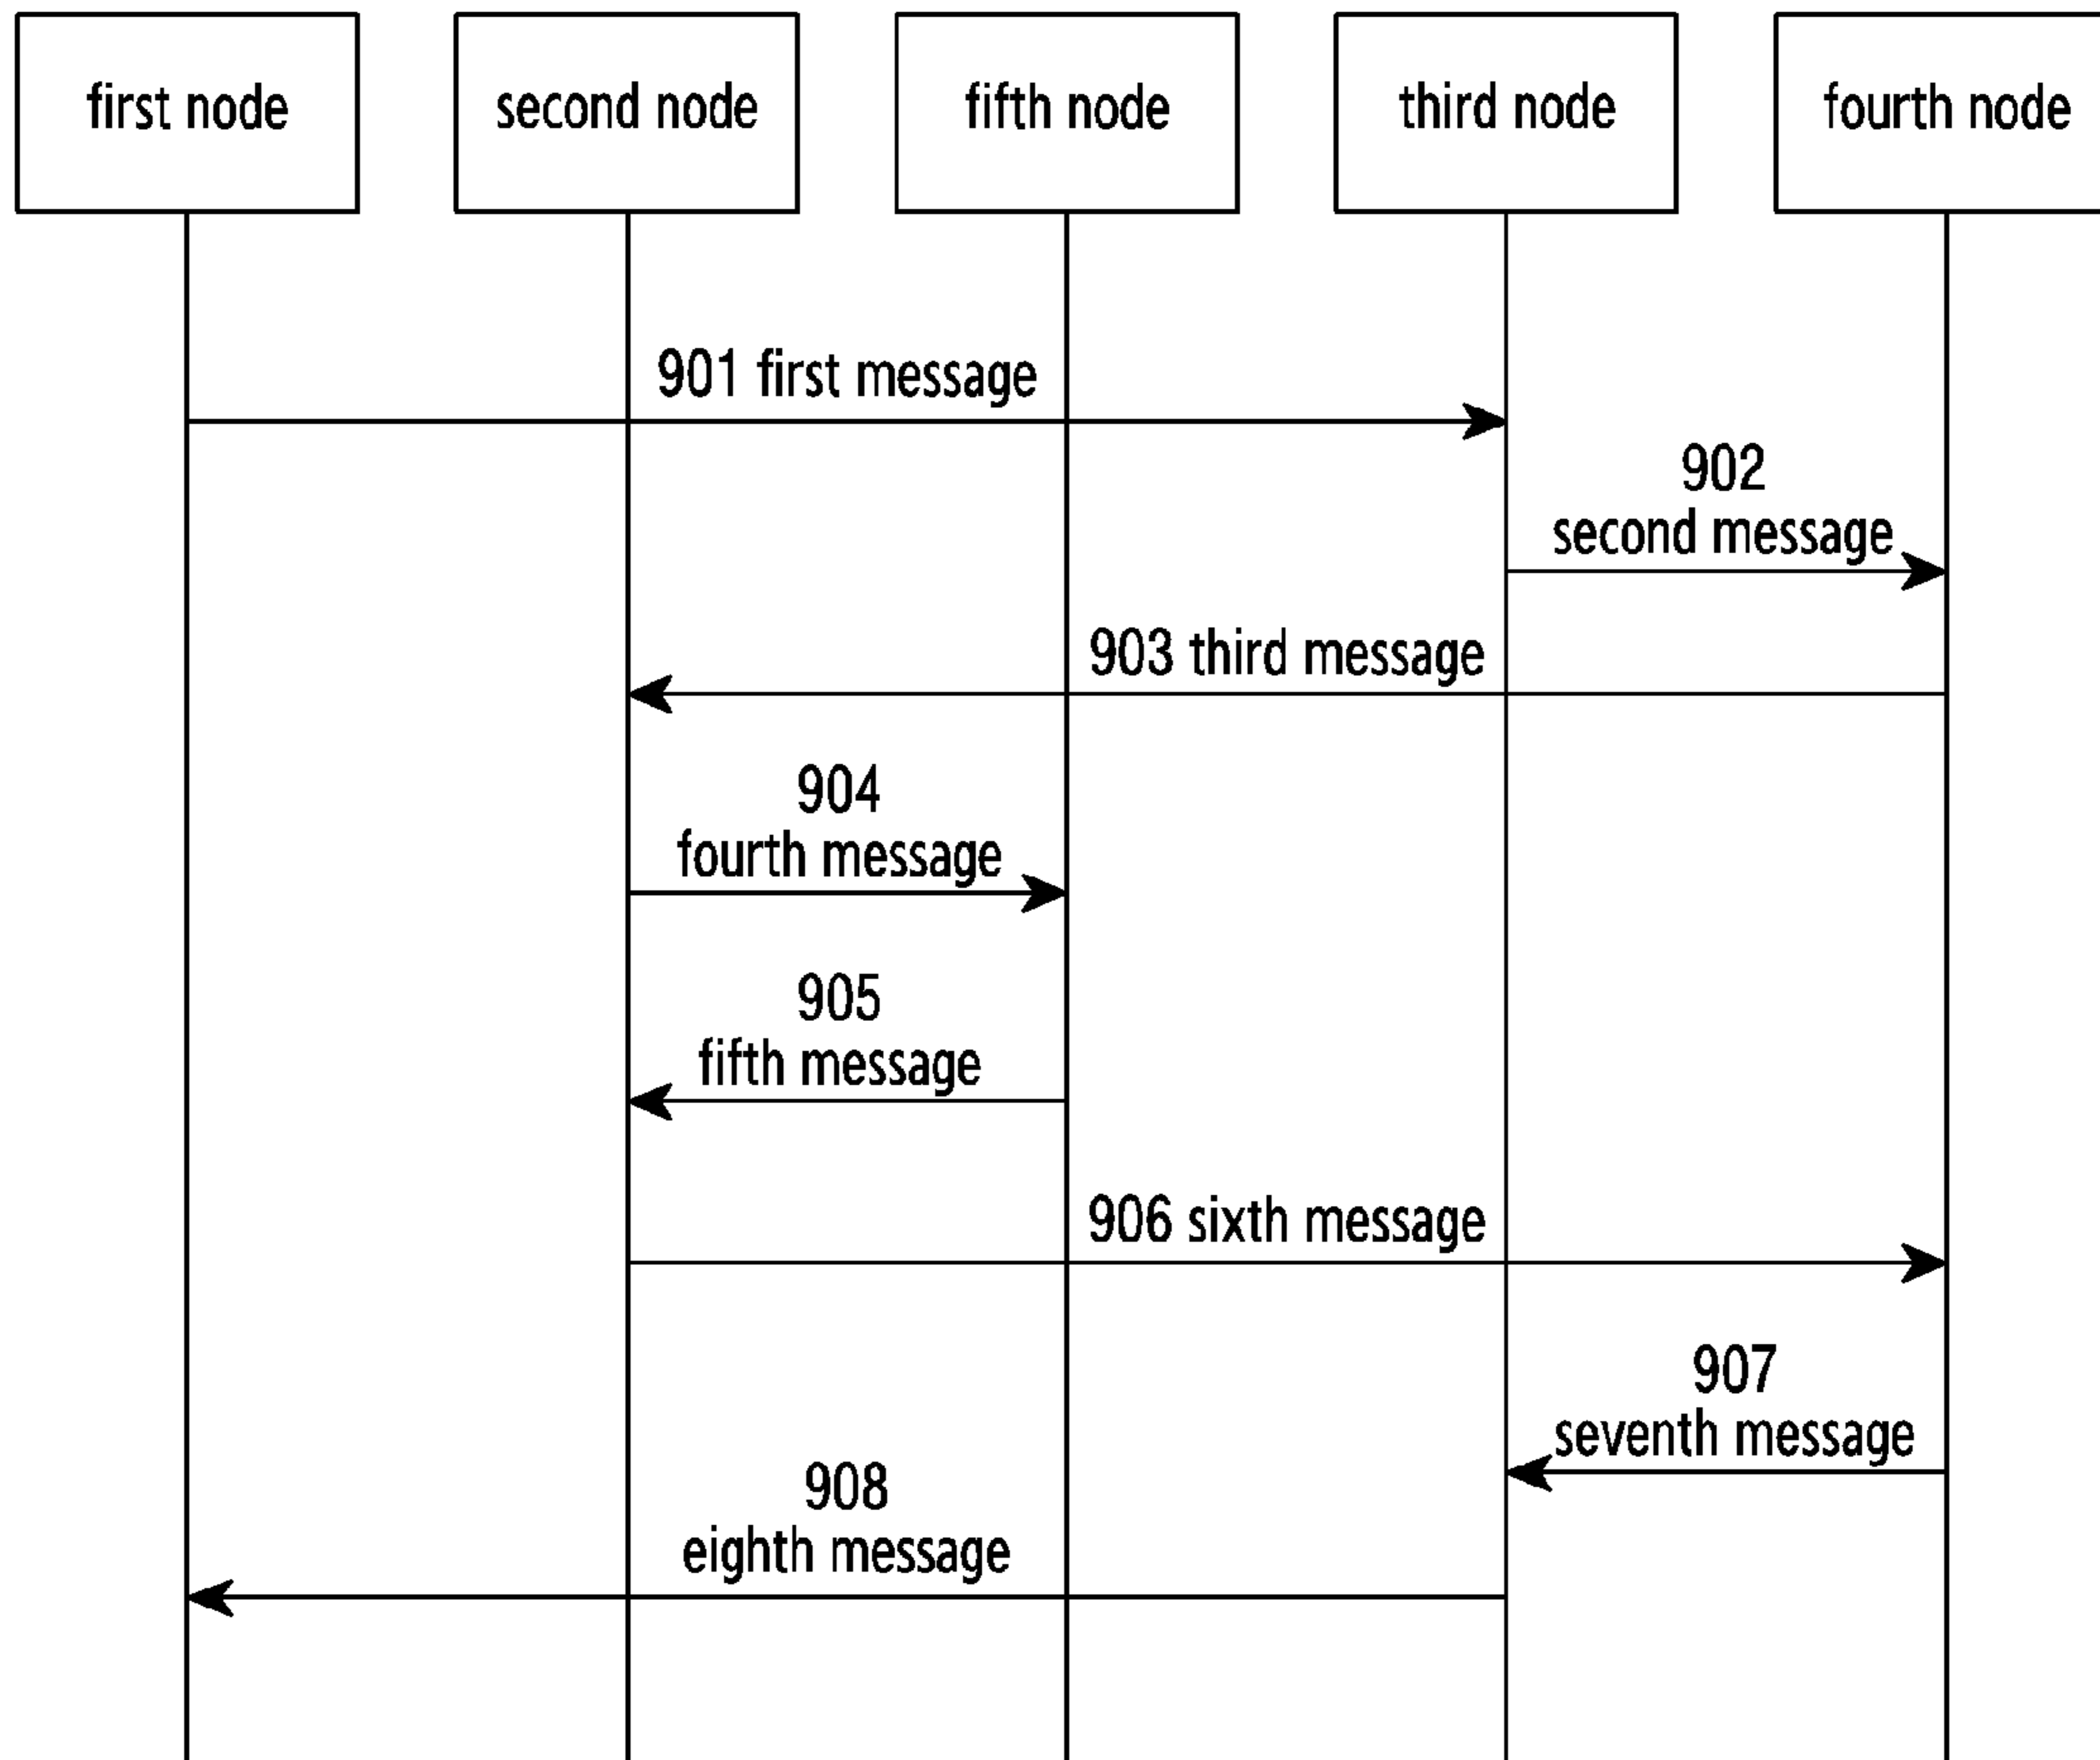 first node
second node
fifth node
third node
fourth node
901 first message
902
second message
903 third message
904
fourth message
905
fifth message
906 sixth message
907
seventh message
908
eighth message